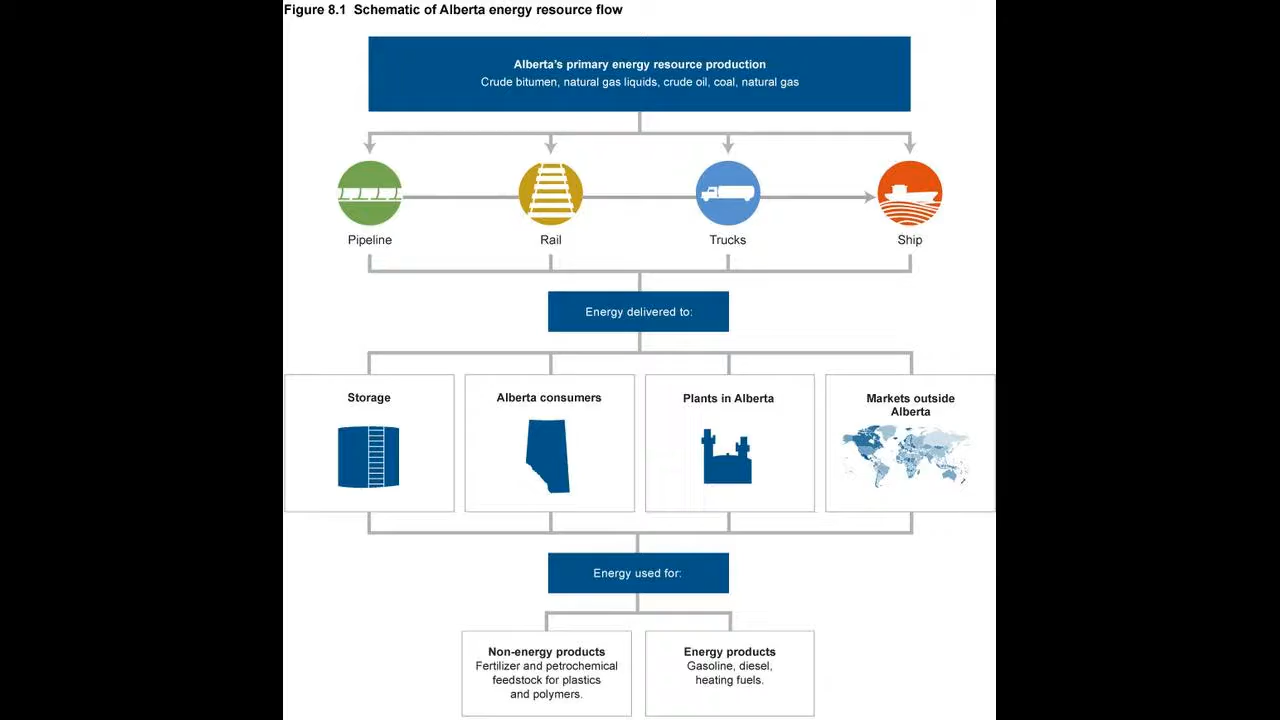 Figure 8.1 Schematic of Alberta energy resource flow
Alberta's primary energy resource production
Crude bitumen, natural gas liquids, crude oil, coal, natural gas
Pipeline
Rail
Trucks
Ship
Energy delivered to:
Storage
Alberta consumers
Plants in Alberta
Markets outside
Alberta
Energy used for:
Non-energy products
Fertilizer and petrochemical
feedstock for plastics
and polymers.
Energy products
Gasoline, diesel,
heating fuels.